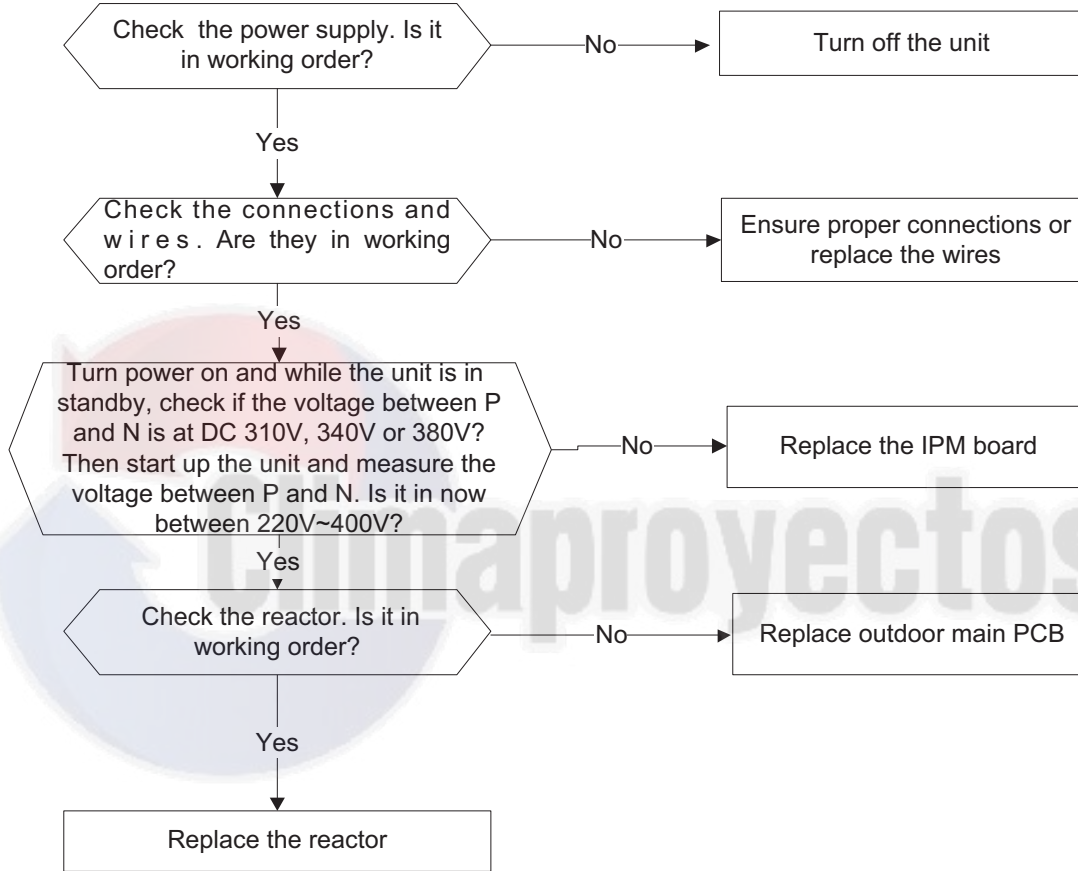 Check the power supply. Is it
in working order?
No
Turn off the unit
Yes
Check the connections and
wires. Are they in working
order?
No
Ensure proper connections or
replace the wires
Yes
Turn power on and while the unit is in
standby, check if the voltage between P
and N is at DC 310V, 340V or 380V?
Then start up the unit and measure the
voltage between P and N. Is it in now
between 220V~400V?
No
Replace the IPM board
Climaproyectos
Yes
Check the reactor. Is it in
working order?
No
Replace outdoor main PCB
Yes
Replace the reactor